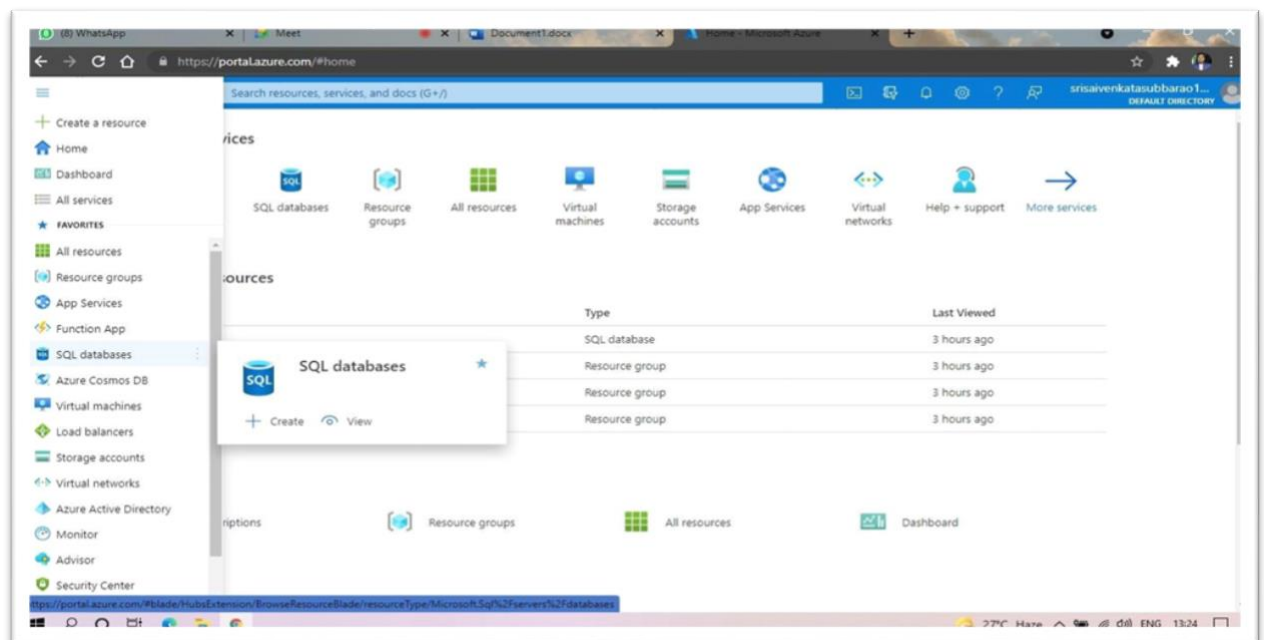 (8) WhatsApp
Meet
Document1.docx
Home - Microsoft Azure
https://portal.azure.com/#home
Search resources, services, and docs (G+/)
srisaivenkatasubbarao1...
DEFAULT DIRECTORY
Create a resource
Home
Dashboard
All services
FAVORITES
All resources
Resource groups
App Services
Function App
SQL databases
Azure Cosmos DB
Virtual machines
Load balancers
Storage accounts
Virtual networks
Azure Active Directory
Monitor
Advisor
Security Center
vices
SQL databases
Resource groups
All resources
Virtual machines
Storage accounts
App Services
Virtual networks
Help + support
More services
ources
Type Last Viewed
SQL database 3 hours ago
Resource group 3 hours ago
Resource group 3 hours ago
Resource group 3 hours ago
SQL
SQL databases
Create View
riptions
Resource groups
All resources
Dashboard
ttps://portal.azure.com/#blade/HubsExtension/BrowseResourceBlade/resourceType/Microsoft.Sql%2Fservers%2Fdatabases
27°C Haze ENG 13:24